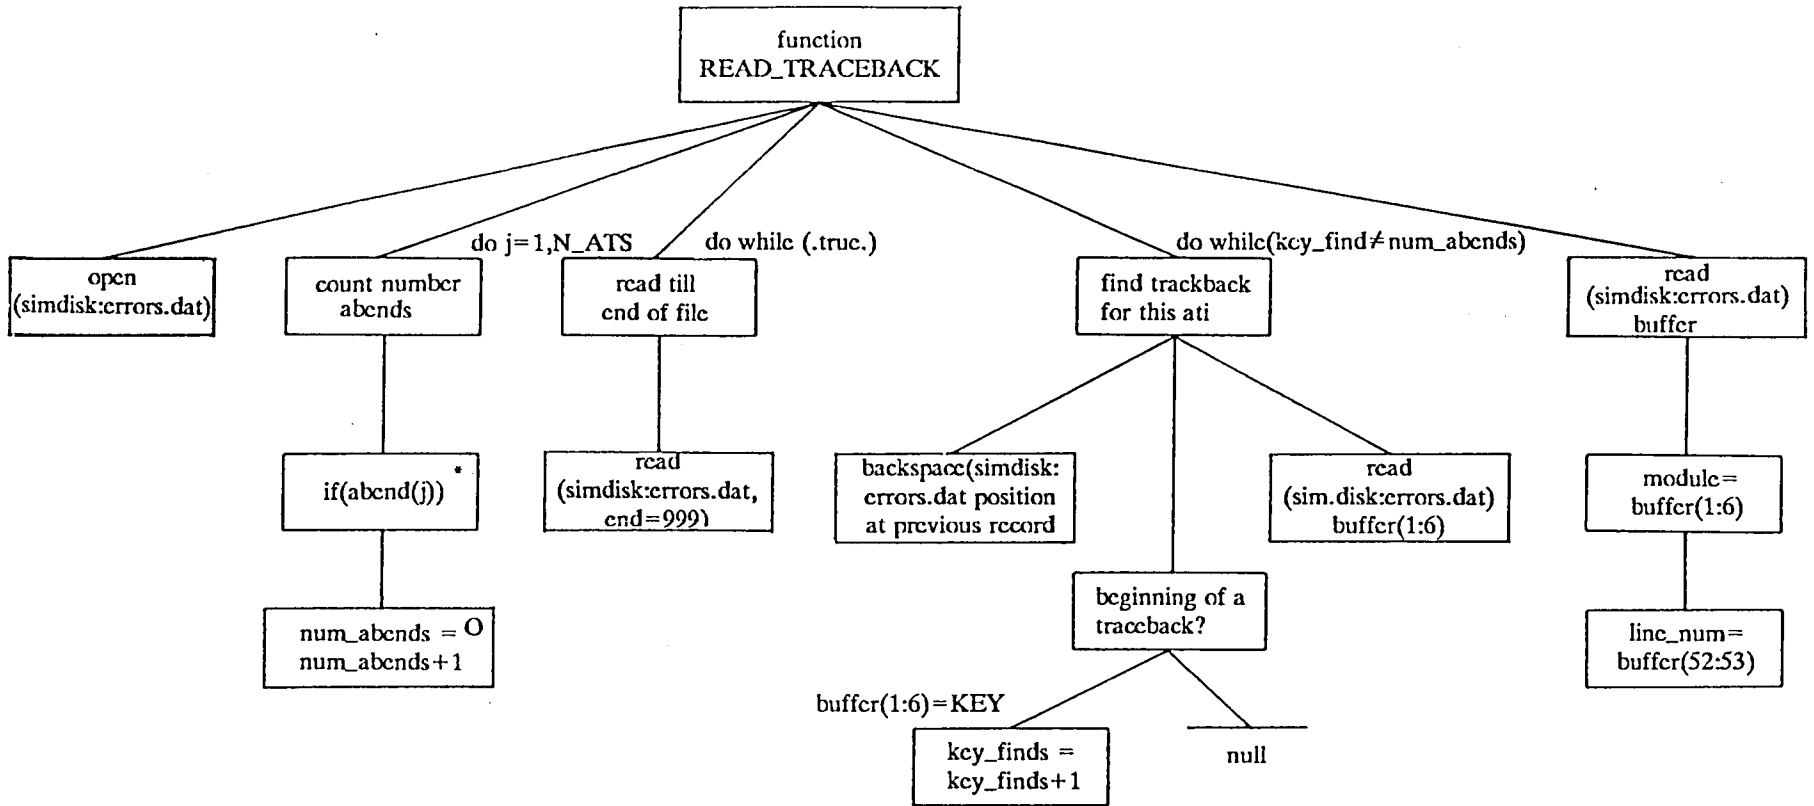 function
READ_TRACEBACK
do j=1,N_ATS
do while (.true.)
do while(key_find≠num_abends)
open
(simdisk:errors.dat)
count number
abends
read till
end of file
find trackback
for this ati
read
(simdisk:errors.dat)
buffer
if(abend(j))
*
read
(simdisk:errors.dat,
end=999)
backspace(simdisk:
errors.dat position
at previous record
read
(sim.disk:errors.dat)
buffer(1:6)
module=
buffer(1:6)
num_abends = O
num_abends+1
beginning of a
traceback?
line_num=
buffer(52:53)
buffer(1:6)=KEY
key_finds =
key_finds+1
null